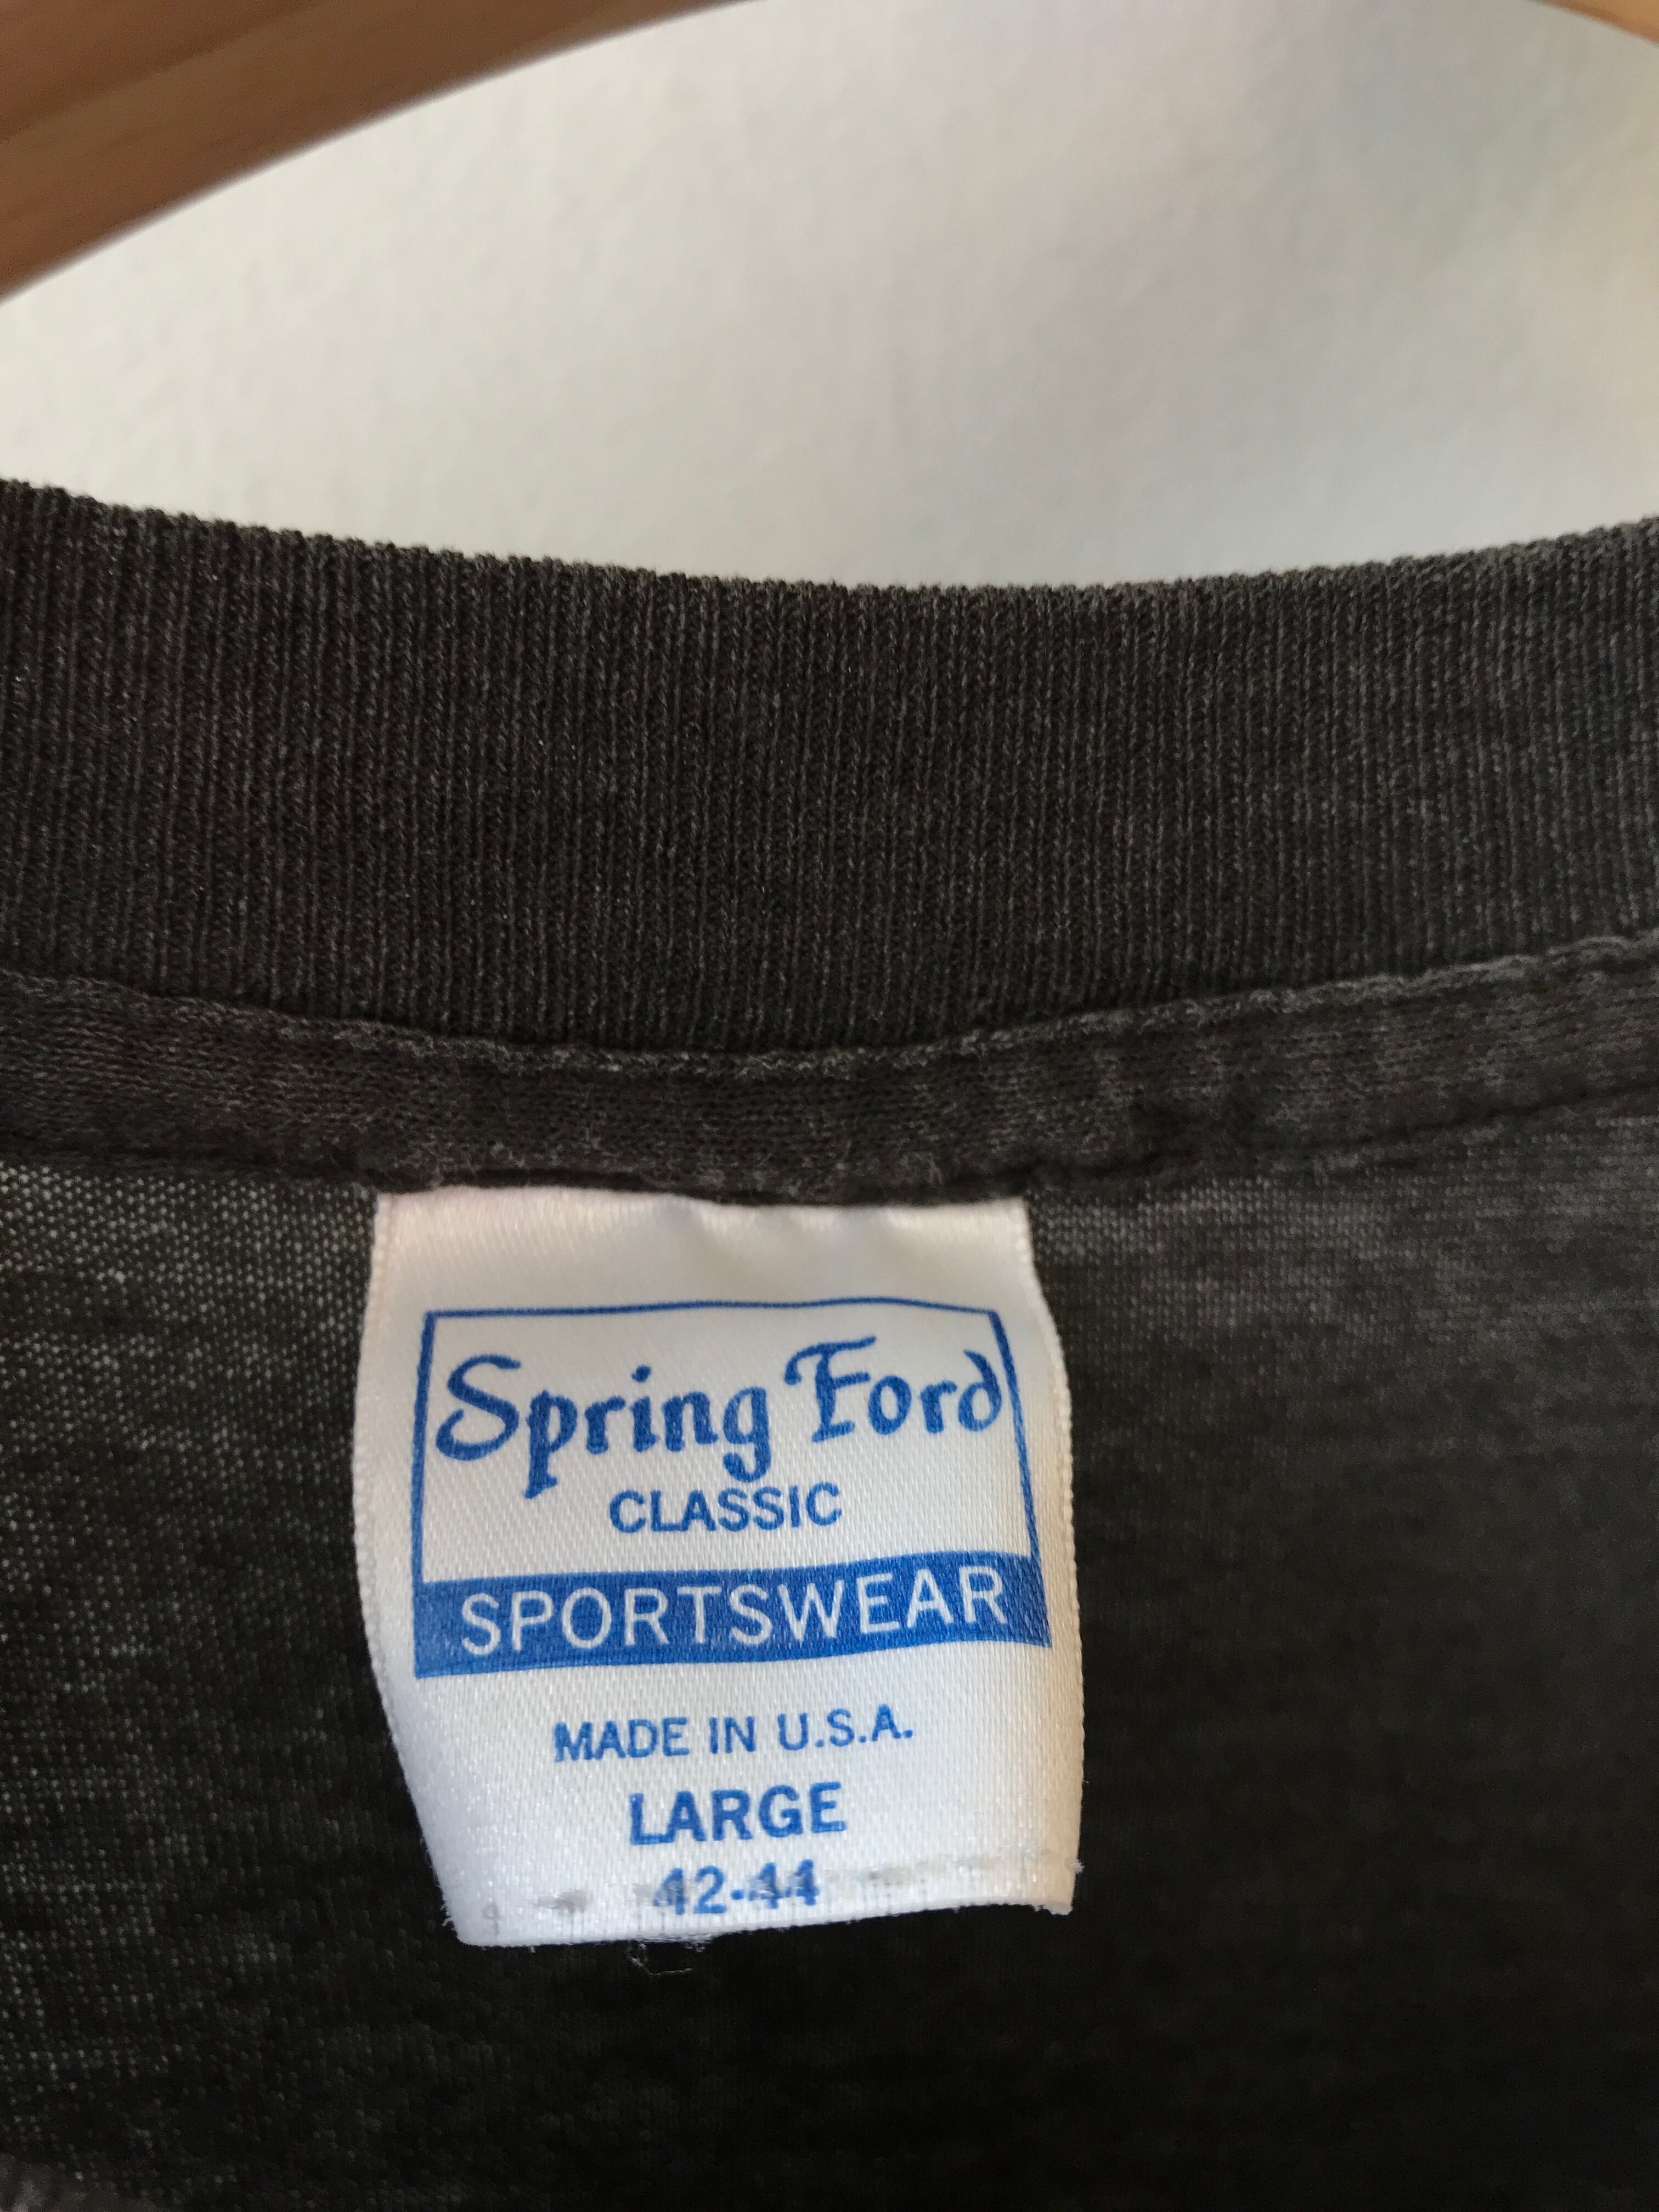 Spring Ford
CLASSIC
SPORTSWEAR
MADE IN U.S.A.
LARGE
42-44